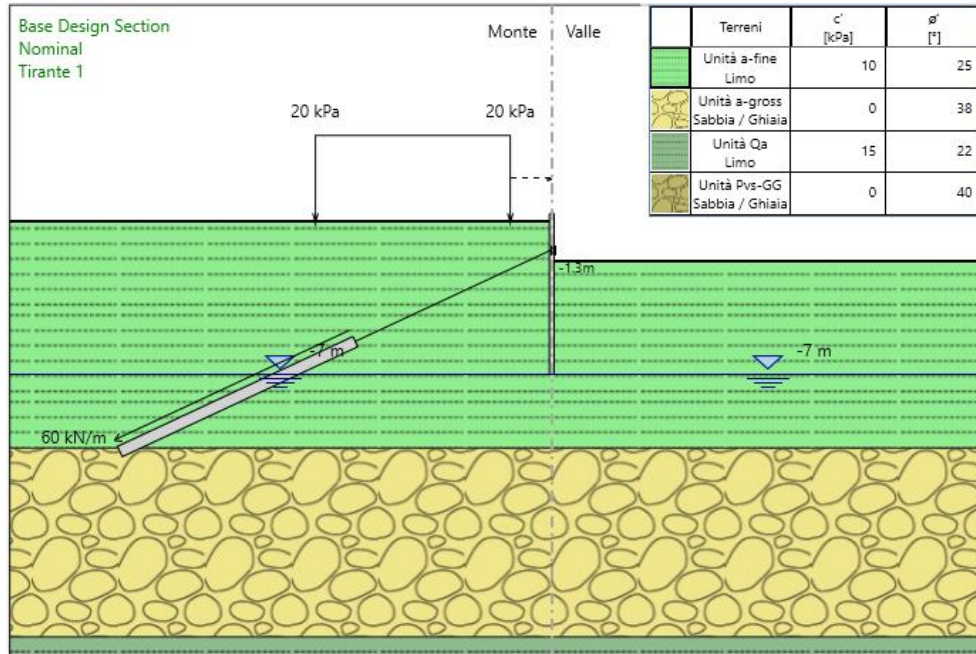 Base Design Section
Nominal
Tirante 1
Monte
Valle
20 kPa
20 kPa
Terreni c' [kPa] ø' [°]
Unità a-fine
Limo 10 25
Unità a-gross
Sabbia / Ghiaia 0 38
Unità Qa
Limo 15 22
Unità Pvs-GG
Sabbia / Ghiaia 0 40
-1.3m
-7 m
-7 m
60 kN/m